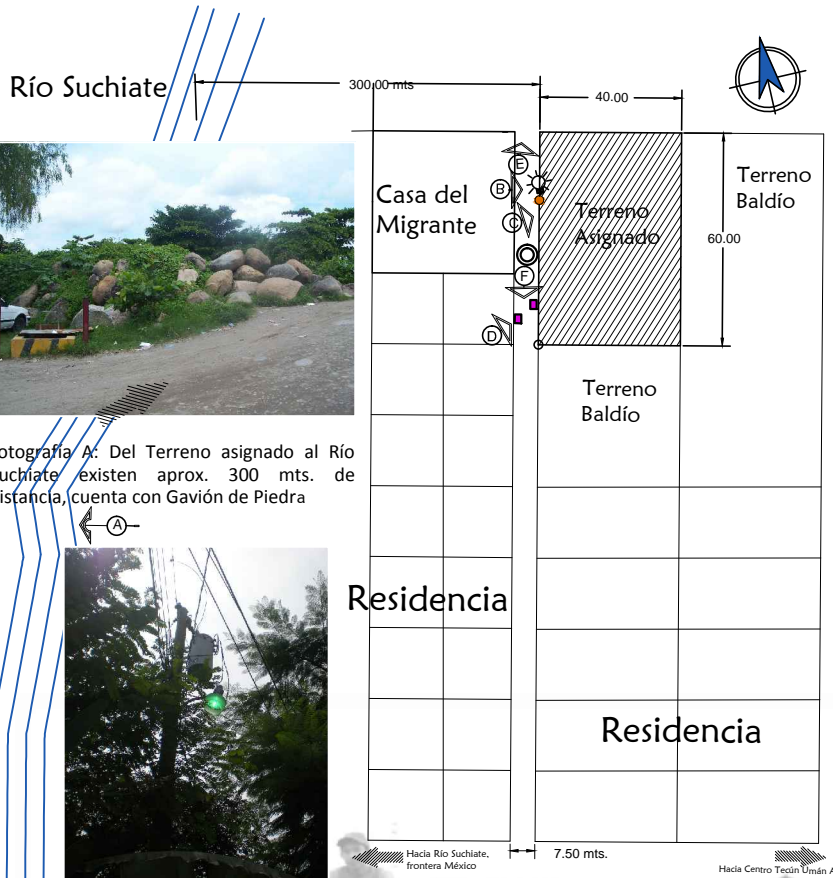 Río Suchiate
300.00 mts
40.00
Casa del
Migrante
E
B
C
F
D
Terreno
Asignado
60.00
Terreno
Baldío
Terreno
Baldío
otografía A: Del Terreno asignado al Río
uchiate existen aprox. 300 mts. de
istancia, cuenta con Gavión de Piedra
A
Residencia
Residencia
Hacia Río Suchiate,
frontera México
7.50 mts.
Hacia Centro Tecún Umán A